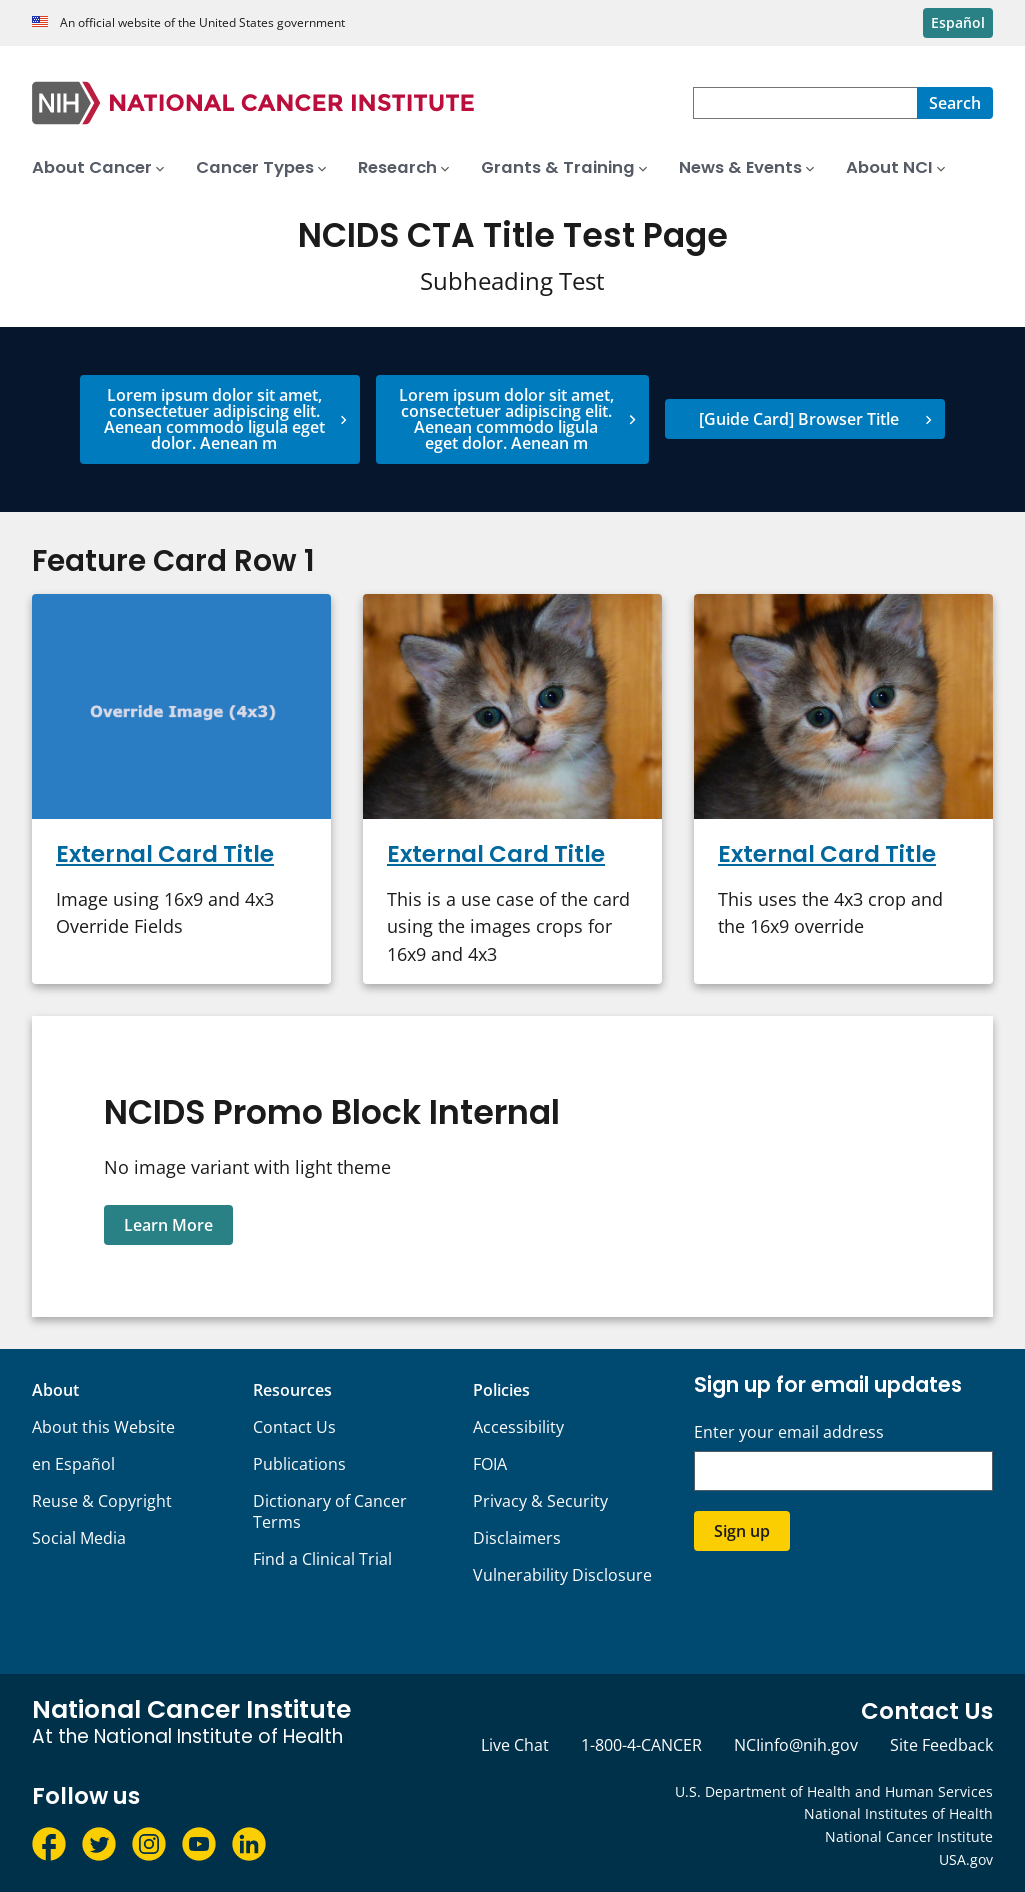 An official website of the United States government
Español
NIH NATIONAL CANCER INSTITUTE
Search
About Cancer
Cancer Types
Research
Grants & Training
News & Events
About NCI
NCIDS CTA Title Test Page
Subheading Test
Lorem ipsum dolor sit amet,
consectetuer adipiscing elit.
Aenean commodo ligula eget
dolor. Aenean m
Lorem ipsum dolor sit amet,
consectetuer adipiscing elit.
Aenean commodo ligula
eget dolor. Aenean m
[Guide Card] Browser Title
Feature Card Row 1
Override Image (4x3)
External Card Title
Image using 16x9 and 4x3
Override Fields
External Card Title
This is a use case of the card
using the images crops for
16x9 and 4x3
External Card Title
This uses the 4x3 crop and
the 16x9 override
NCIDS Promo Block Internal
No image variant with light theme
Learn More
About
About this Website
en Español
Reuse & Copyright
Social Media
Resources
Contact Us
Publications
Dictionary of Cancer
Terms
Find a Clinical Trial
Policies
Accessibility
FOIA
Privacy & Security
Disclaimers
Vulnerability Disclosure
Sign up for email updates
Enter your email address
Sign up
National Cancer Institute
At the National Institute of Health
Contact Us
Live Chat
1-800-4-CANCER
NCIinfo@nih.gov
Site Feedback
Follow us
U.S. Department of Health and Human Services
National Institutes of Health
National Cancer Institute
USA.gov